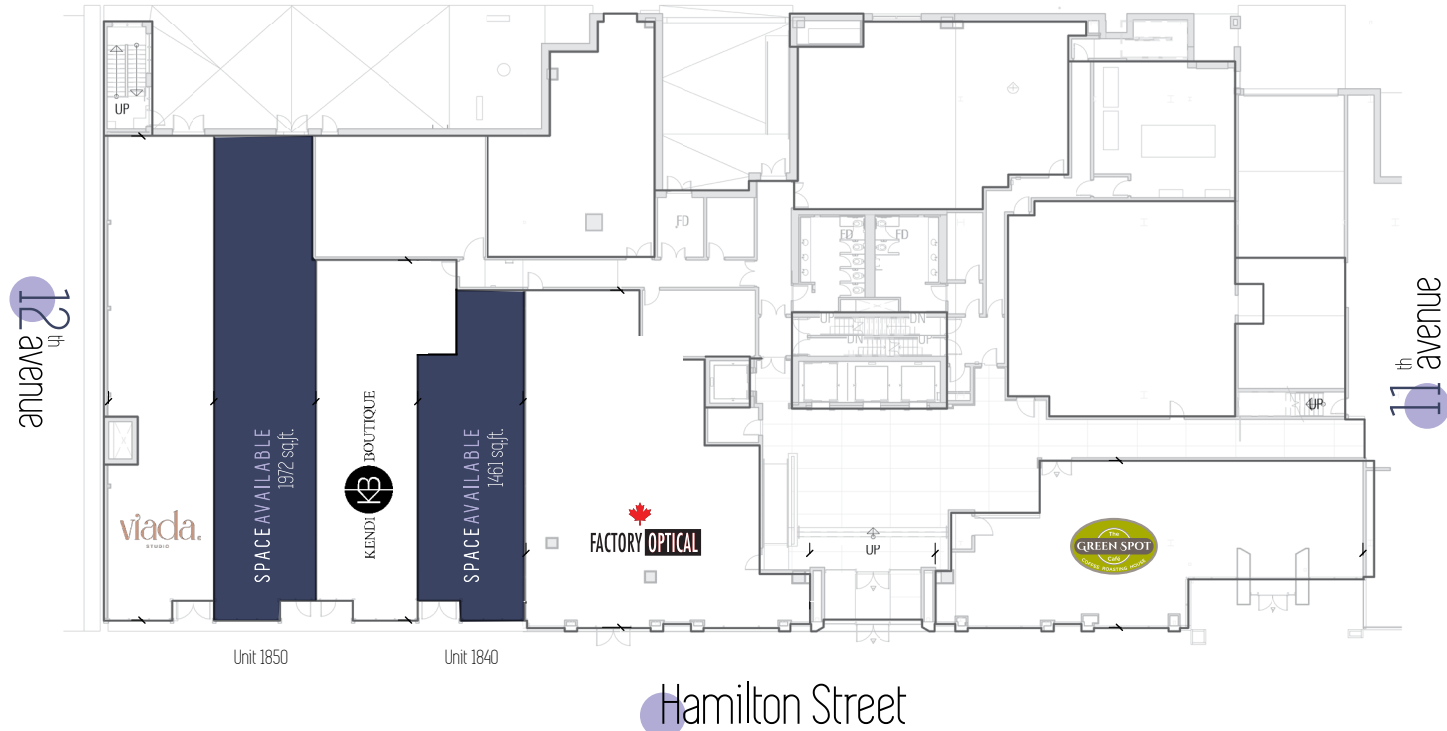 UP
FD
FD
FD
UP
DN
DN
UP
UP
12th avenue
11th avenue
SPACE AVAILABLE
1972 sq.ft.
KENDI KB BOUTIQUE
SPACE AVAILABLE
1461 sq.ft.
viada.
STUDIO
FACTORY OPTICAL
UP
The
GREEN SPOT
Café
COFFEE ROASTING HOUSE
Unit 1850
Unit 1840
Hamilton Street